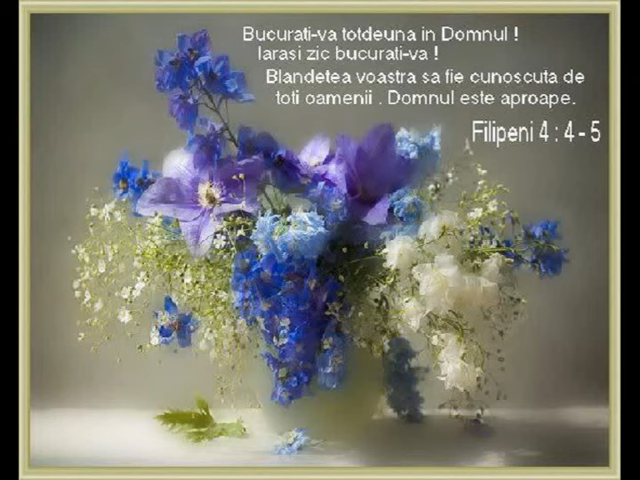 Bucurati-va totdeuna in Domnul !
Iarasi zic bucurati-va !
Blandetea voastra sa fie cunoscuta de
toti oamenii . Domnul este aproape.
Filipeni 4 : 4 - 5